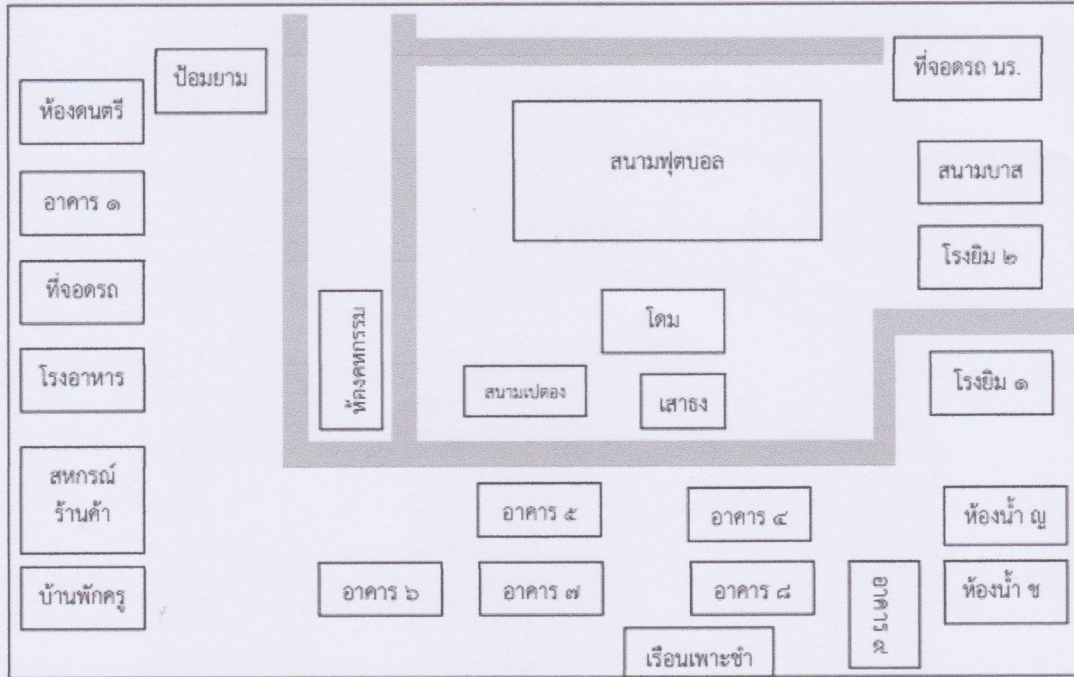 ป้อมยาม
ที่จอดรถ นร.
ห้องดนตรี
สนามฟุตบอล
สนามบาส
อาคาร ๑
โรงยิม ๒
ที่จอดรถ
โดม
ห้องคหกรรม
โรงอาหาร
สนามเปตอง
เสาธง
โรงยิม ๑
สหกรณ์
ร้านค้า
อาคาร ๕
อาคาร ๔
ห้องน้ำ ญ
บ้านพักครู
อาคาร ๖
อาคาร ๗
อาคาร ๘
อาคาร ๙
ห้องน้ำ ช
เรือนเพาะชำ